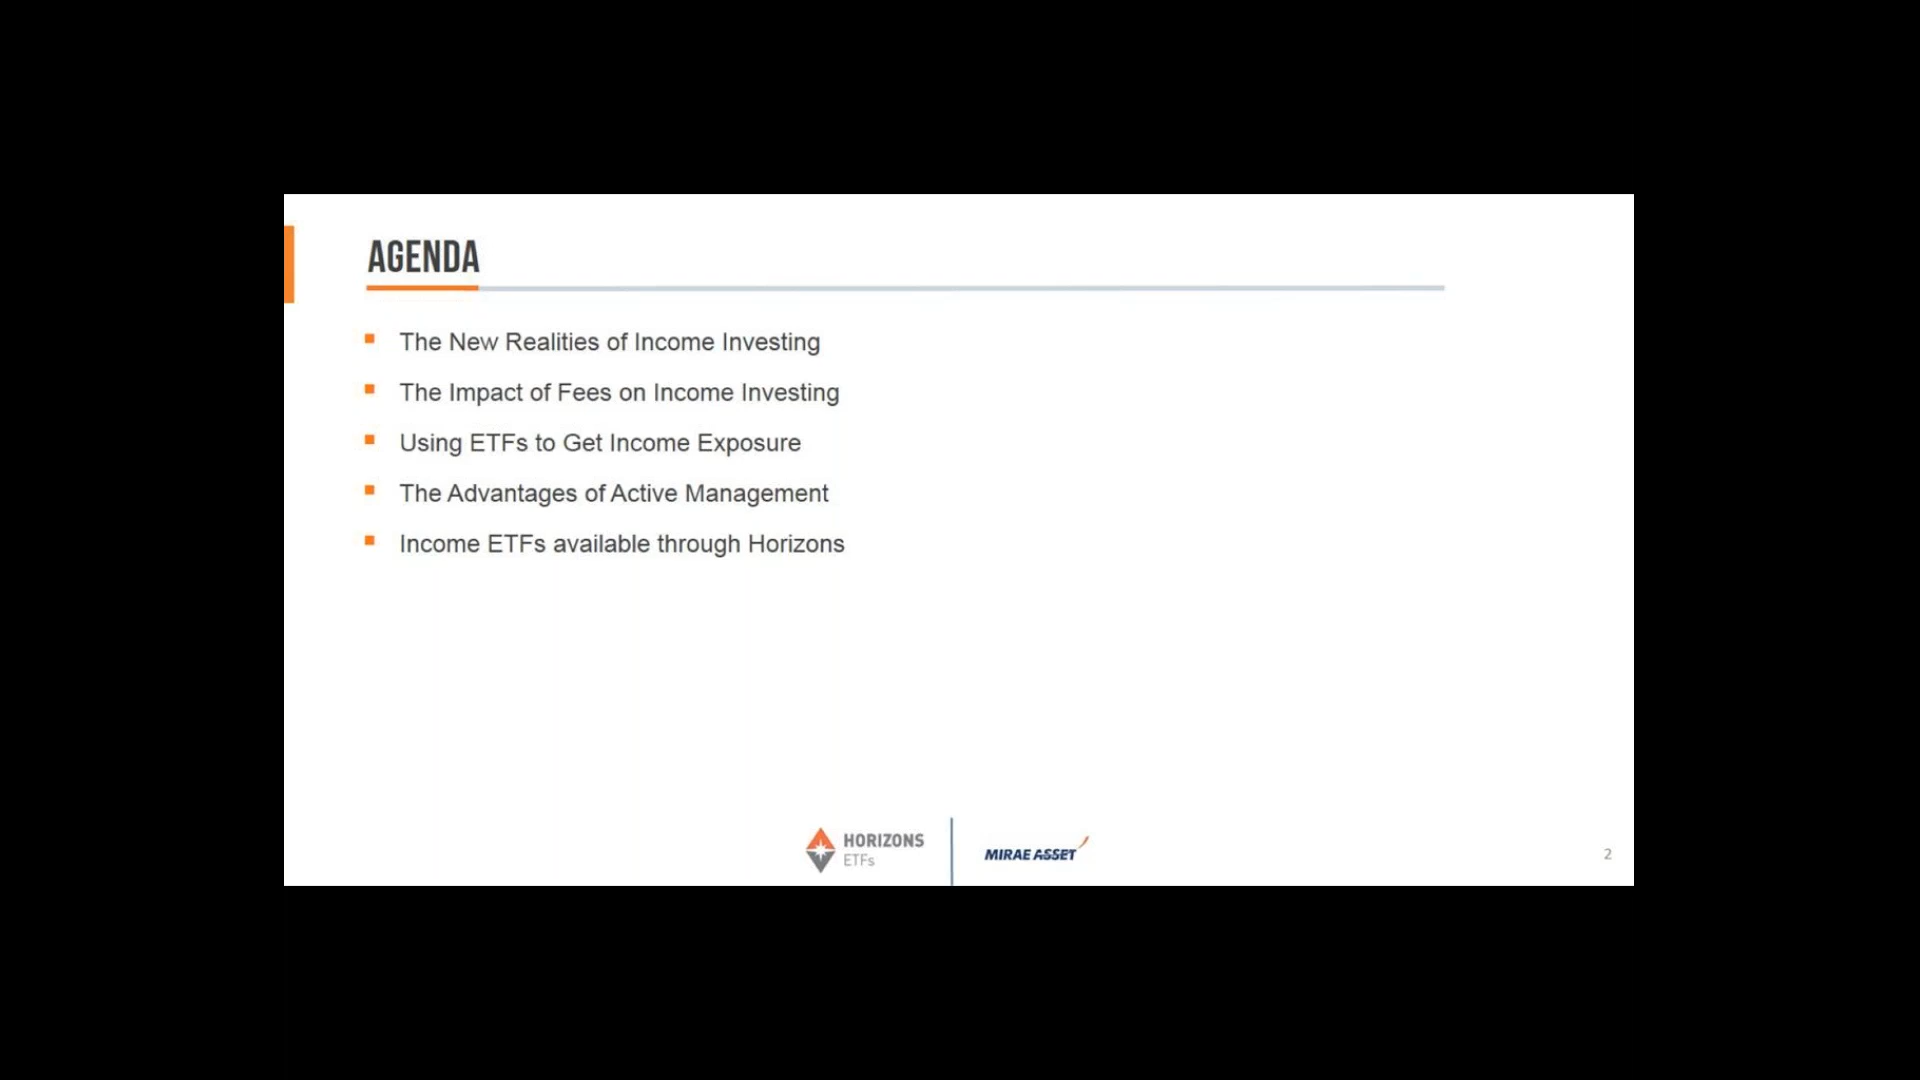 AGENDA
The New Realities of Income Investing
The Impact of Fees on Income Investing
Using ETFs to Get Income Exposure
The Advantages of Active Management
Income ETFs available through Horizons
HORIZONS
ETFs
MIRAE ASSET
2